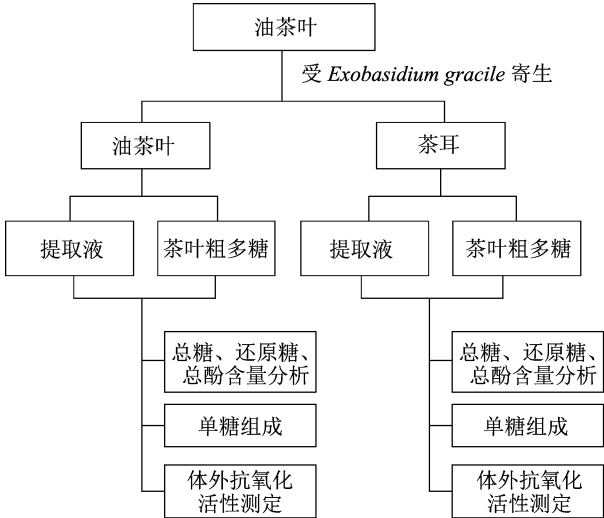 油茶叶
受 Exobasidium gracile 寄生
油茶叶
茶耳
提取液
茶叶粗多糖
提取液
茶叶粗多糖
总糖、还原糖、
总酚含量分析
总糖、还原糖、
总酚含量分析
单糖组成
单糖组成
体外抗氧化
活性测定
体外抗氧化
活性测定